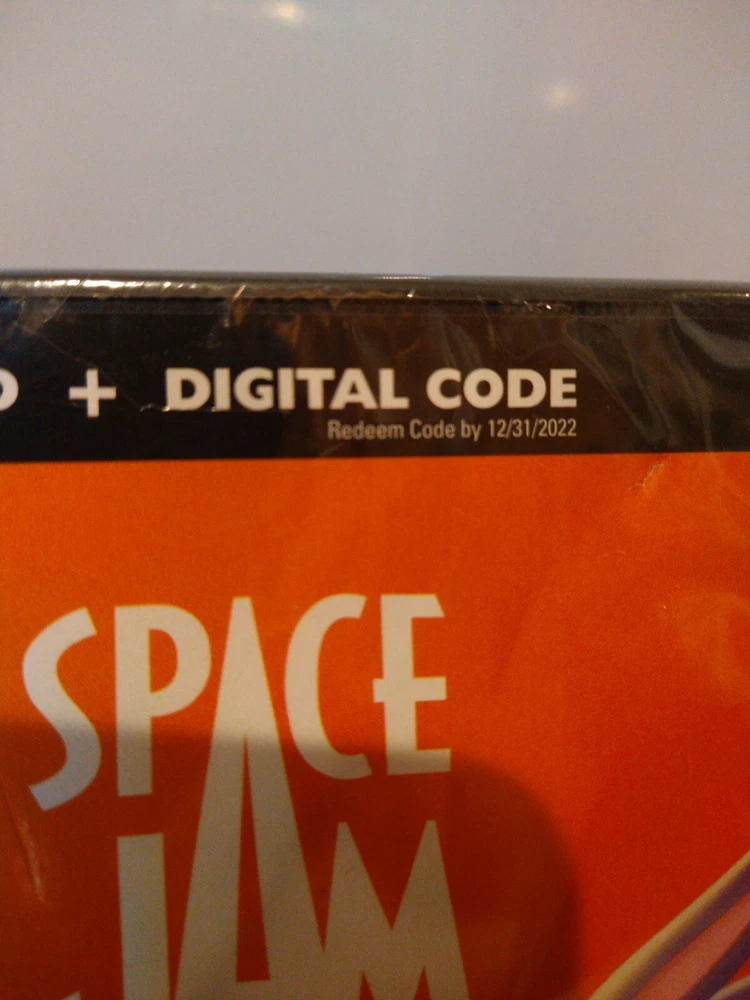 + DIGITAL CODE
Redeem Code by 12/31/2022
SPACE
JAM